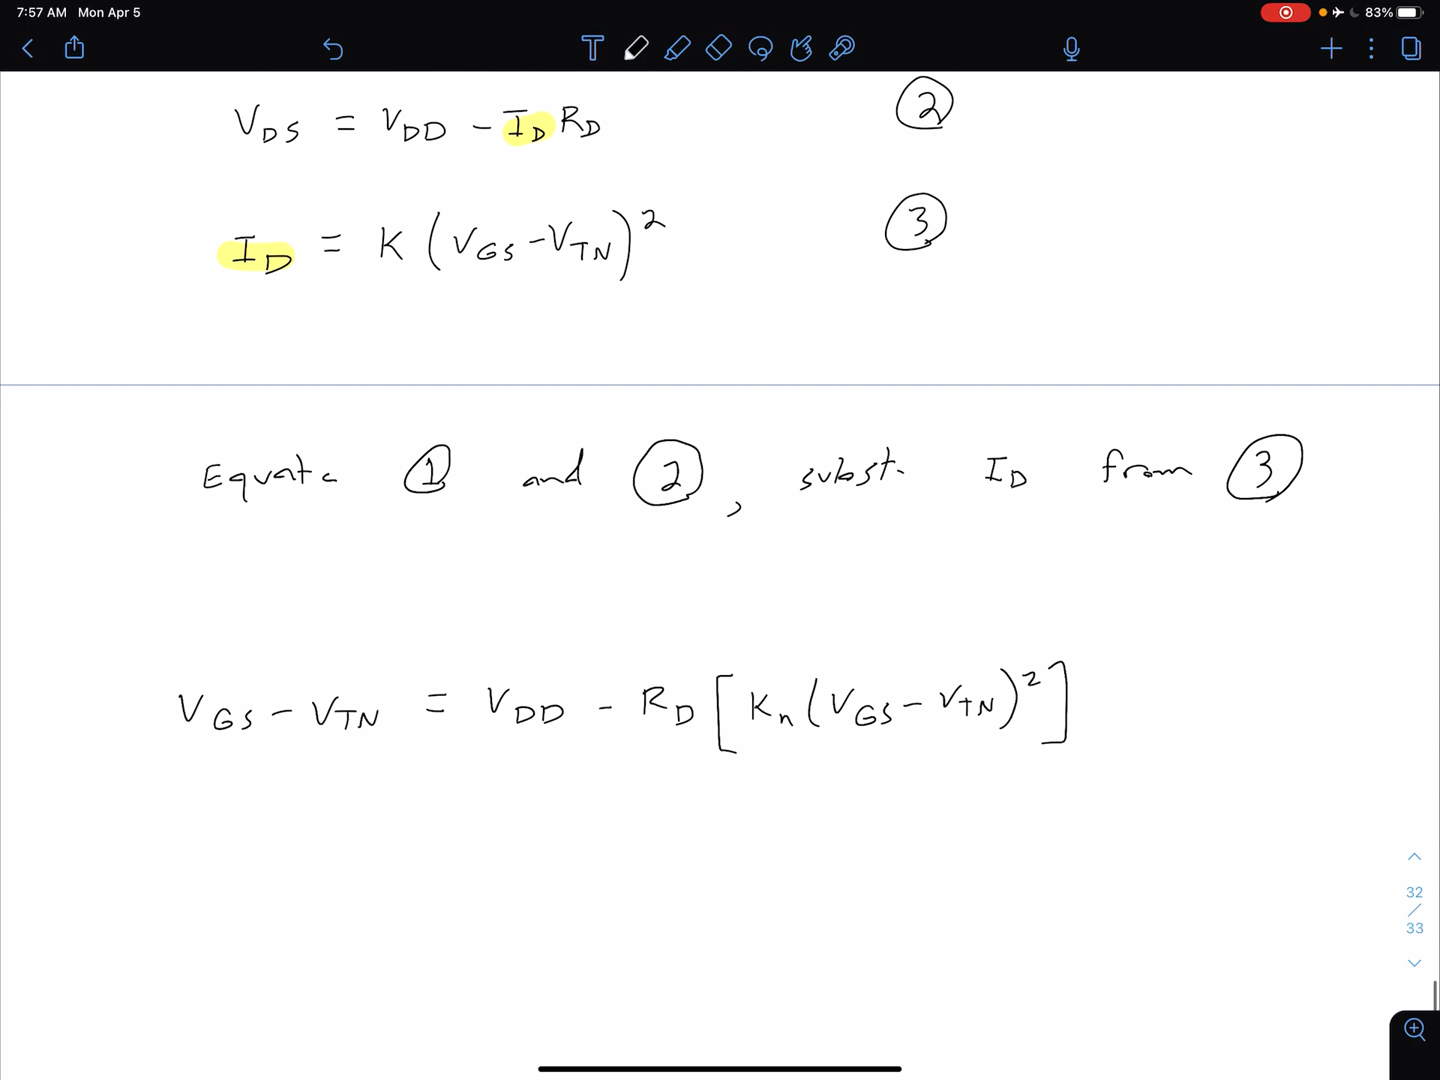 7:57 AM Mon Apr 5 83%
V_DS = V_DD - I_D R_D ②
I_D = K (V_GS - V_TN)² ③
Equate ① and ②, subst. I_D from ③
V_GS - V_TN = V_DD - R_D [K_n (V_GS - V_TN)²]
32
/
33